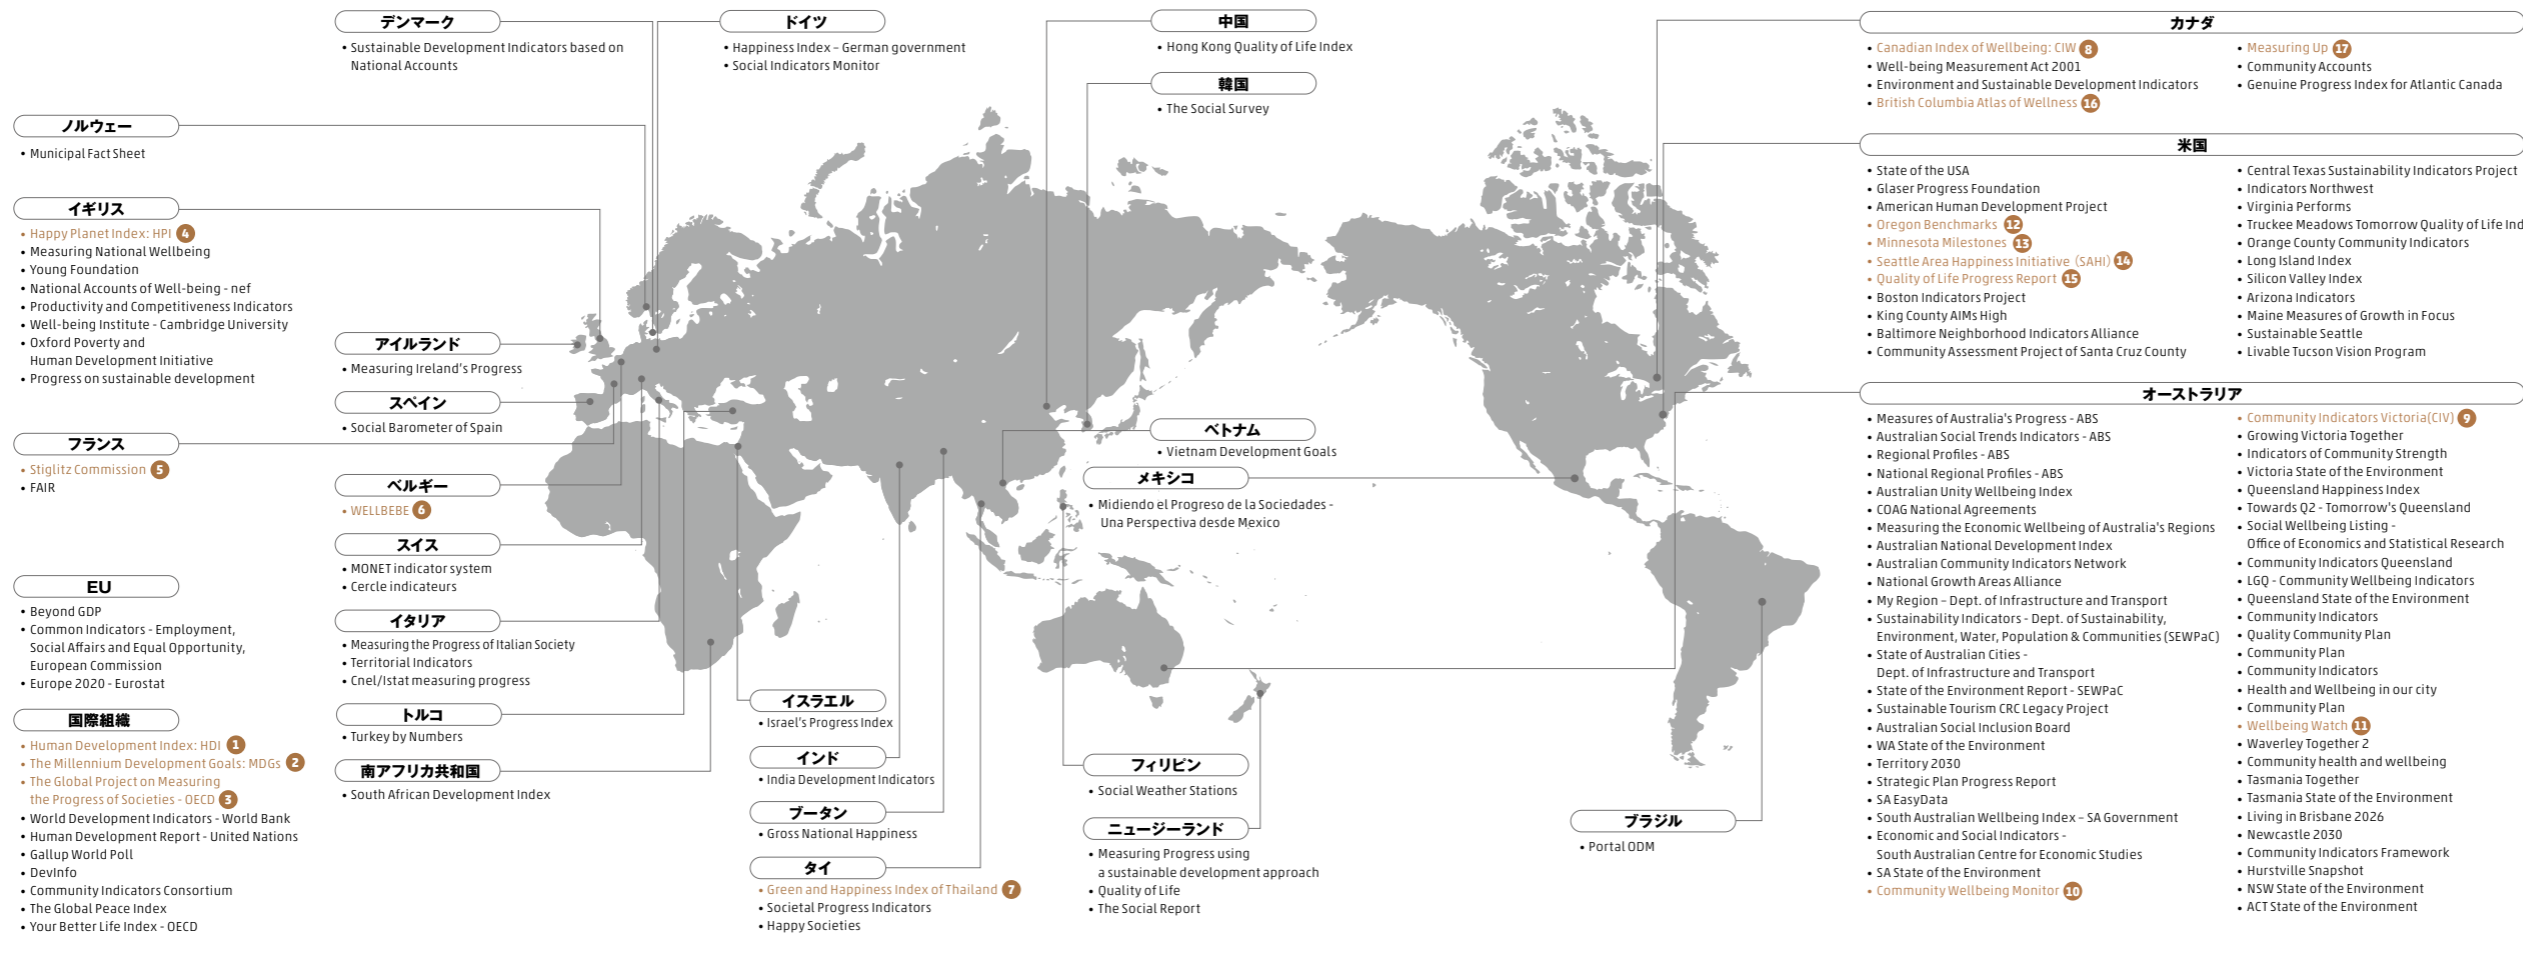 デンマーク
• Sustainable Development Indicators based on
National Accounts
ドイツ
• Happiness Index – German government
• Social Indicators Monitor
中国
• Hong Kong Quality of Life Index
韓国
• The Social Survey
カナダ
• Canadian Index of Wellbeing: CIW 8
• Well-being Measurement Act 2001
• Environment and Sustainable Development Indicators
• British Columbia Atlas of Wellness 16
• Measuring Up 17
• Community Accounts
• Genuine Progress Index for Atlantic Canada
ノルウェー
• Municipal Fact Sheet
イギリス
• Happy Planet Index: HPI 4
• Measuring National Wellbeing
• Young Foundation
• National Accounts of Well-being - nef
• Productivity and Competitiveness Indicators
• Well-being Institute - Cambridge University
• Oxford Poverty and
Human Development Initiative
• Progress on sustainable development
米国
• State of the USA
• Glaser Progress Foundation
• American Human Development Project
• Oregon Benchmarks 12
• Minnesota Milestones 13
• Seattle Area Happiness Initiative（SAHI）14
• Quality of Life Progress Report 15
• Boston Indicators Project
• King County AIMs High
• Baltimore Neighborhood Indicators Alliance
• Community Assessment Project of Santa Cruz County
• Central Texas Sustainability Indicators Project
• Indicators Northwest
• Virginia Performs
• Truckee Meadows Tomorrow Quality of Life Ind
• Orange County Community Indicators
• Long Island Index
• Silicon Valley Index
• Arizona Indicators
• Maine Measures of Growth in Focus
• Sustainable Seattle
• Livable Tucson Vision Program
アイルランド
• Measuring Ireland's Progress
スペイン
• Social Barometer of Spain
フランス
• Stiglitz Commission 5
• FAIR
ベルギー
• WELLBEBE 6
スイス
• MONET indicator system
• Cercle indicateurs
イタリア
• Measuring the Progress of Italian Society
• Territorial Indicators
• Cnel/Istat measuring progress
トルコ
• Turkey by Numbers
南アフリカ共和国
• South African Development Index
EU
• Beyond GDP
• Common Indicators - Employment,
Social Affairs and Equal Opportunity,
European Commission
• Europe 2020 - Eurostat
国際組織
• Human Development Index: HDI 1
• The Millennium Development Goals: MDGs 2
• The Global Project on Measuring
the Progress of Societies - OECD 3
• World Development Indicators - World Bank
• Human Development Report - United Nations
• Gallup World Poll
• DevInfo
• Community Indicators Consortium
• The Global Peace Index
• Your Better Life Index - OECD
イスラエル
• Israel's Progress Index
インド
• India Development Indicators
ブータン
• Gross National Happiness
タイ
• Green and Happiness Index of Thailand 7
• Societal Progress Indicators
• Happy Societies
ベトナム
• Vietnam Development Goals
メキシコ
• Midiendo el Progreso de la Sociedades -
Una Perspectiva desde Mexico
フィリピン
• Social Weather Stations
ニュージーランド
• Measuring Progress using
a sustainable development approach
• Quality of Life
• The Social Report
ブラジル
• Portal ODM
オーストラリア
• Measures of Australia's Progress - ABS
• Australian Social Trends Indicators - ABS
• Regional Profiles - ABS
• National Regional Profiles - ABS
• Australian Unity Wellbeing Index
• COAG National Agreements
• Measuring the Economic Wellbeing of Australia's Regions
• Australian National Development Index
• Australian Community Indicators Network
• National Growth Areas Alliance
• My Region – Dept. of Infrastructure and Transport
• Sustainability Indicators - Dept. of Sustainability,
Environment, Water, Population & Communities (SEWPaC)
• State of Australian Cities -
Dept. of Infrastructure and Transport
• State of the Environment Report - SEWPaC
• Sustainable Tourism CRC Legacy Project
• Australian Social Inclusion Board
• WA State of the Environment
• Territory 2030
• Strategic Plan Progress Report
• SA EasyData
• South Australian Wellbeing Index – SA Government
• Economic and Social Indicators -
South Australian Centre for Economic Studies
• SA State of the Environment
• Community Wellbeing Monitor 10
• Community Indicators Victoria(CIV) 9
• Growing Victoria Together
• Indicators of Community Strength
• Victoria State of the Environment
• Queensland Happiness Index
• Towards Q2 - Tomorrow's Queensland
• Social Wellbeing Listing -
Office of Economics and Statistical Research
• Community Indicators Queensland
• LGQ - Community Wellbeing Indicators
• Queensland State of the Environment
• Community Indicators
• Quality Community Plan
• Community Plan
• Community Indicators
• Health and Wellbeing in our city
• Community Plan
• Wellbeing Watch 11
• Waverley Together 2
• Community health and wellbeing
• Tasmania Together
• Tasmania State of the Environment
• Living in Brisbane 2026
• Newcastle 2030
• Community Indicators Framework
• Hurstville Snapshot
• NSW State of the Environment
• ACT State of the Environment